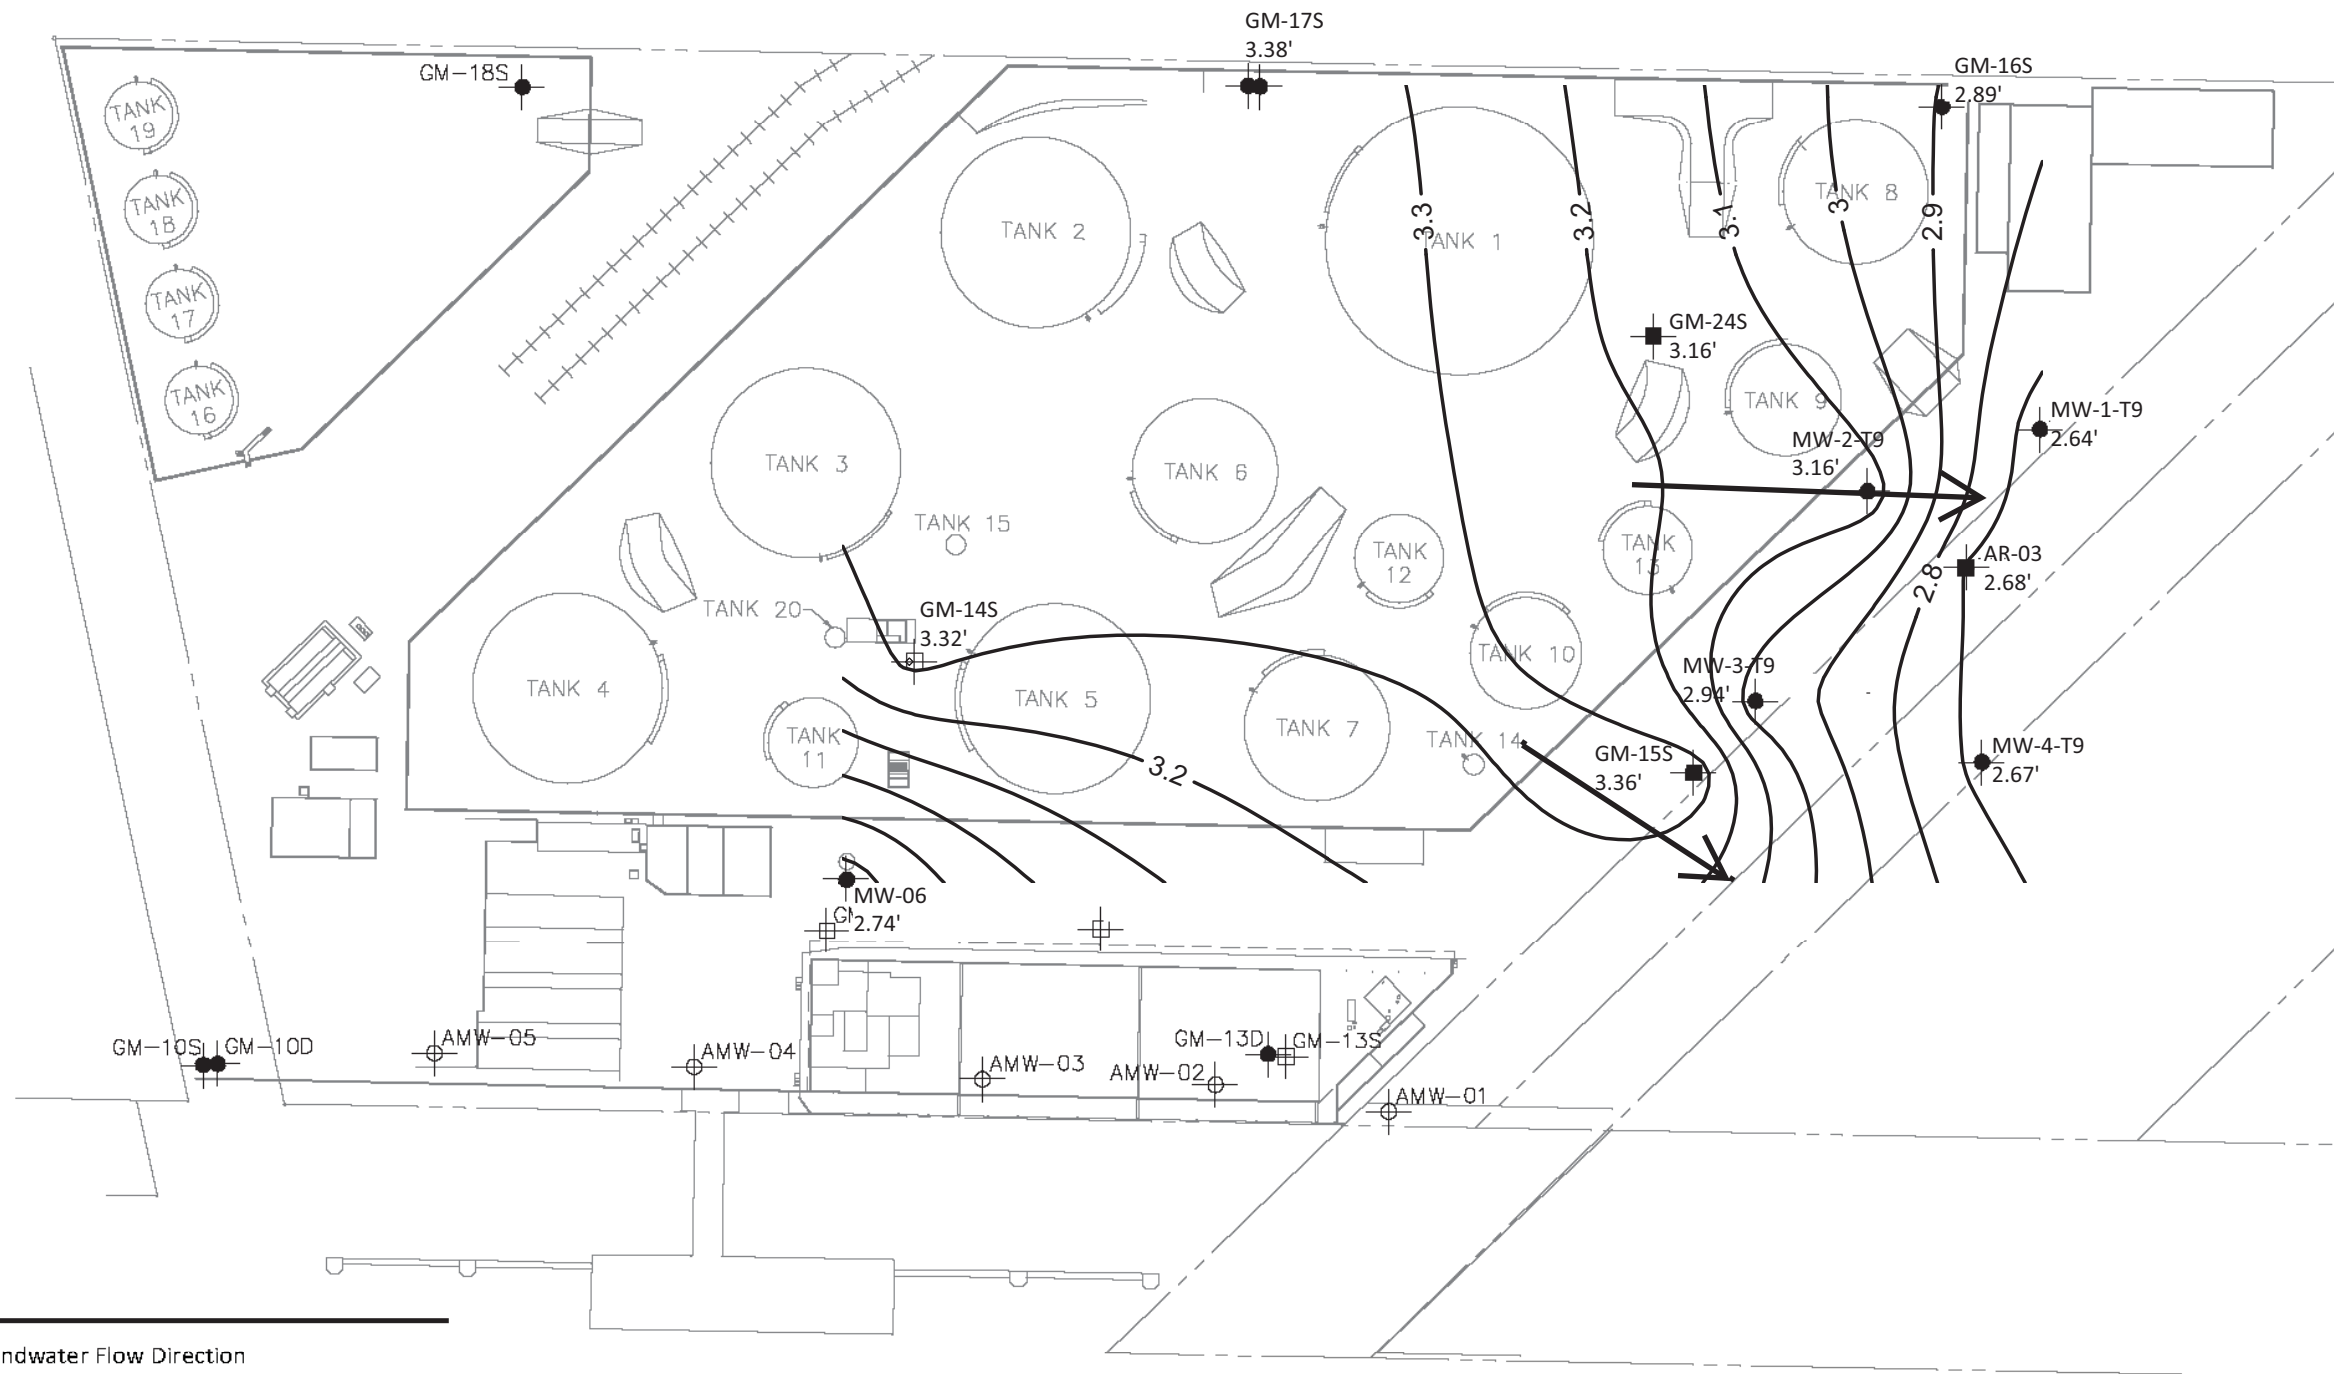 GM-17S
3.38'
GM-16S
2.89'
GM-18S
TANK
19
TANK
18
TANK
17
TANK
16
TANK 2
3.3
TANK 1
3.2
3.1
3
TANK 8
2.9
GM-24S
3.16'
TANK 9
MW-1-T9
2.64'
MW-2-T9
3.16'
TANK 3
TANK 6
TANK 15
TANK
12
TANK
13
AR-03
2.68'
2.8
TANK 20
GM-14S
3.32'
TANK 10
MW-3-T9
2.94'
TANK 4
TANK 5
TANK 7
TANK 14
TANK
11
3.2
GM-15S
3.36'
MW-4-T9
2.67'
MW-06
2.74'
GM-10S
GM-10D
AMW-05
AMW-04
AMW-03
AMW-02
GM-13D
GM-13S
AMW-01
ndwater Flow Direction